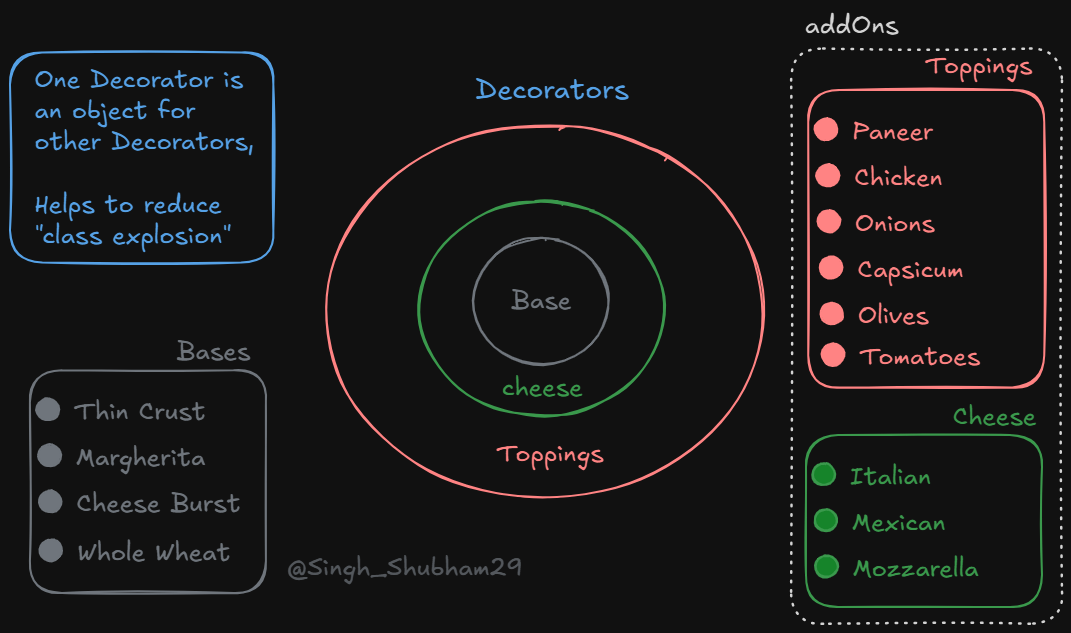 One Decorator is
an object for
other Decorators,
Helps to reduce
"class explosion"
Bases
Thin Crust
Margherita
Cheese Burst
Whole Wheat
Decorators
Base
cheese
Toppings
@Singh_Shubham29
addOns
Toppings
Paneer
Chicken
Onions
Capsicum
Olives
Tomatoes
Cheese
Italian
Mexican
Mozzarella